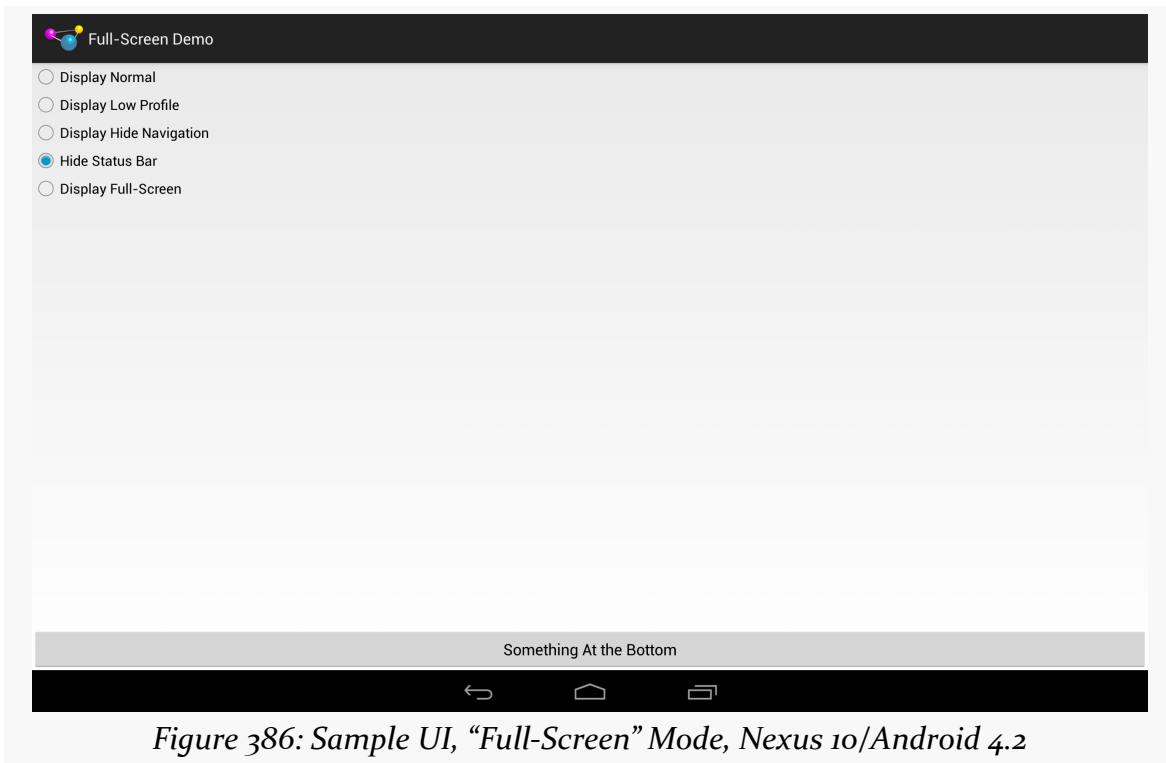 Full-Screen Demo
Display Normal
Display Low Profile
Display Hide Navigation
Hide Status Bar
Display Full-Screen
Something At the Bottom
Figure 386: Sample UI, “Full-Screen” Mode, Nexus 10/Android 4.2